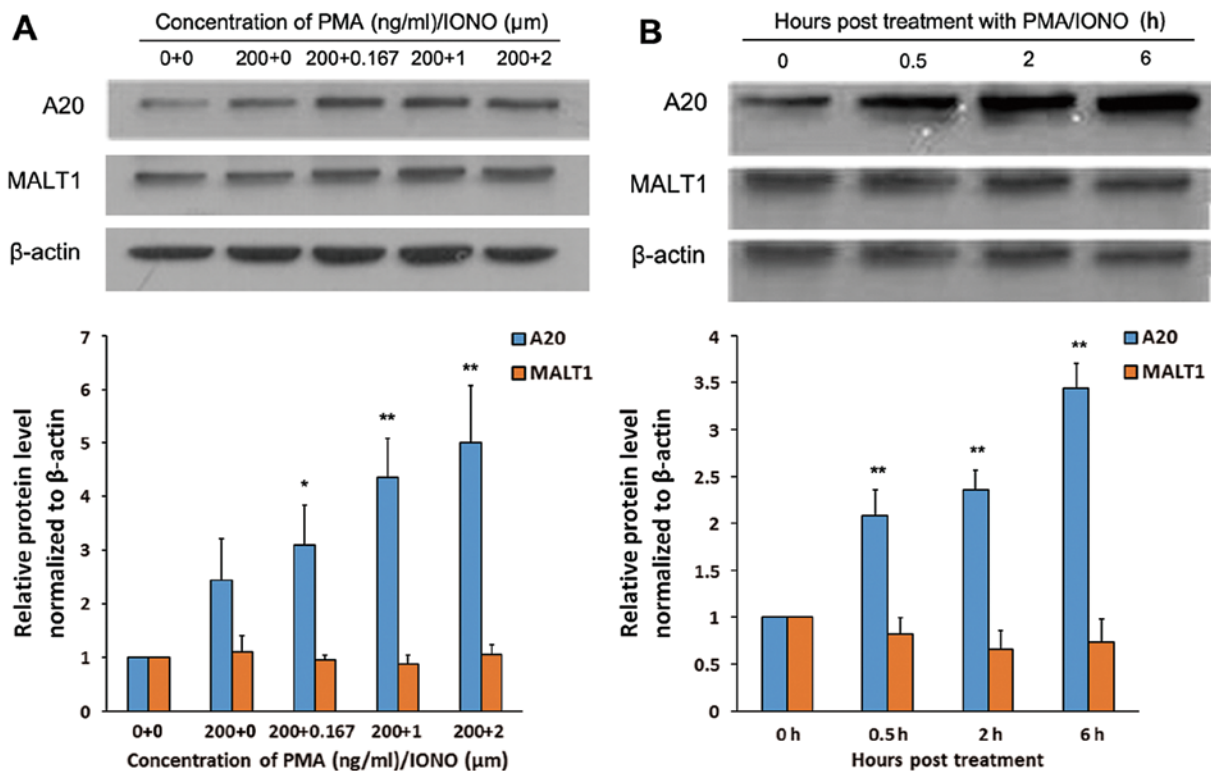 A
Concentration of PMA (ng/ml)/IONO (μm)
0+0 200+0 200+0.167 200+1 200+2
A20
MALT1
β-actin
7
6
5
4
3
2
1
0
Relative protein level
normalized to β-actin
A20
MALT1
*
**
**
0+0 200+0 200+0.167 200+1 200+2
Concentration of PMA (ng/ml)/IONO (μm)
B
Hours post treatment with PMA/IONO (h)
0 0.5 2 6
A20
MALT1
β-actin
4
3.5
3
2.5
2
1.5
1
0.5
0
Relative protein level
normalized to β-actin
A20
MALT1
**
**
**
0 h 0.5 h 2 h 6 h
Hours post treatment